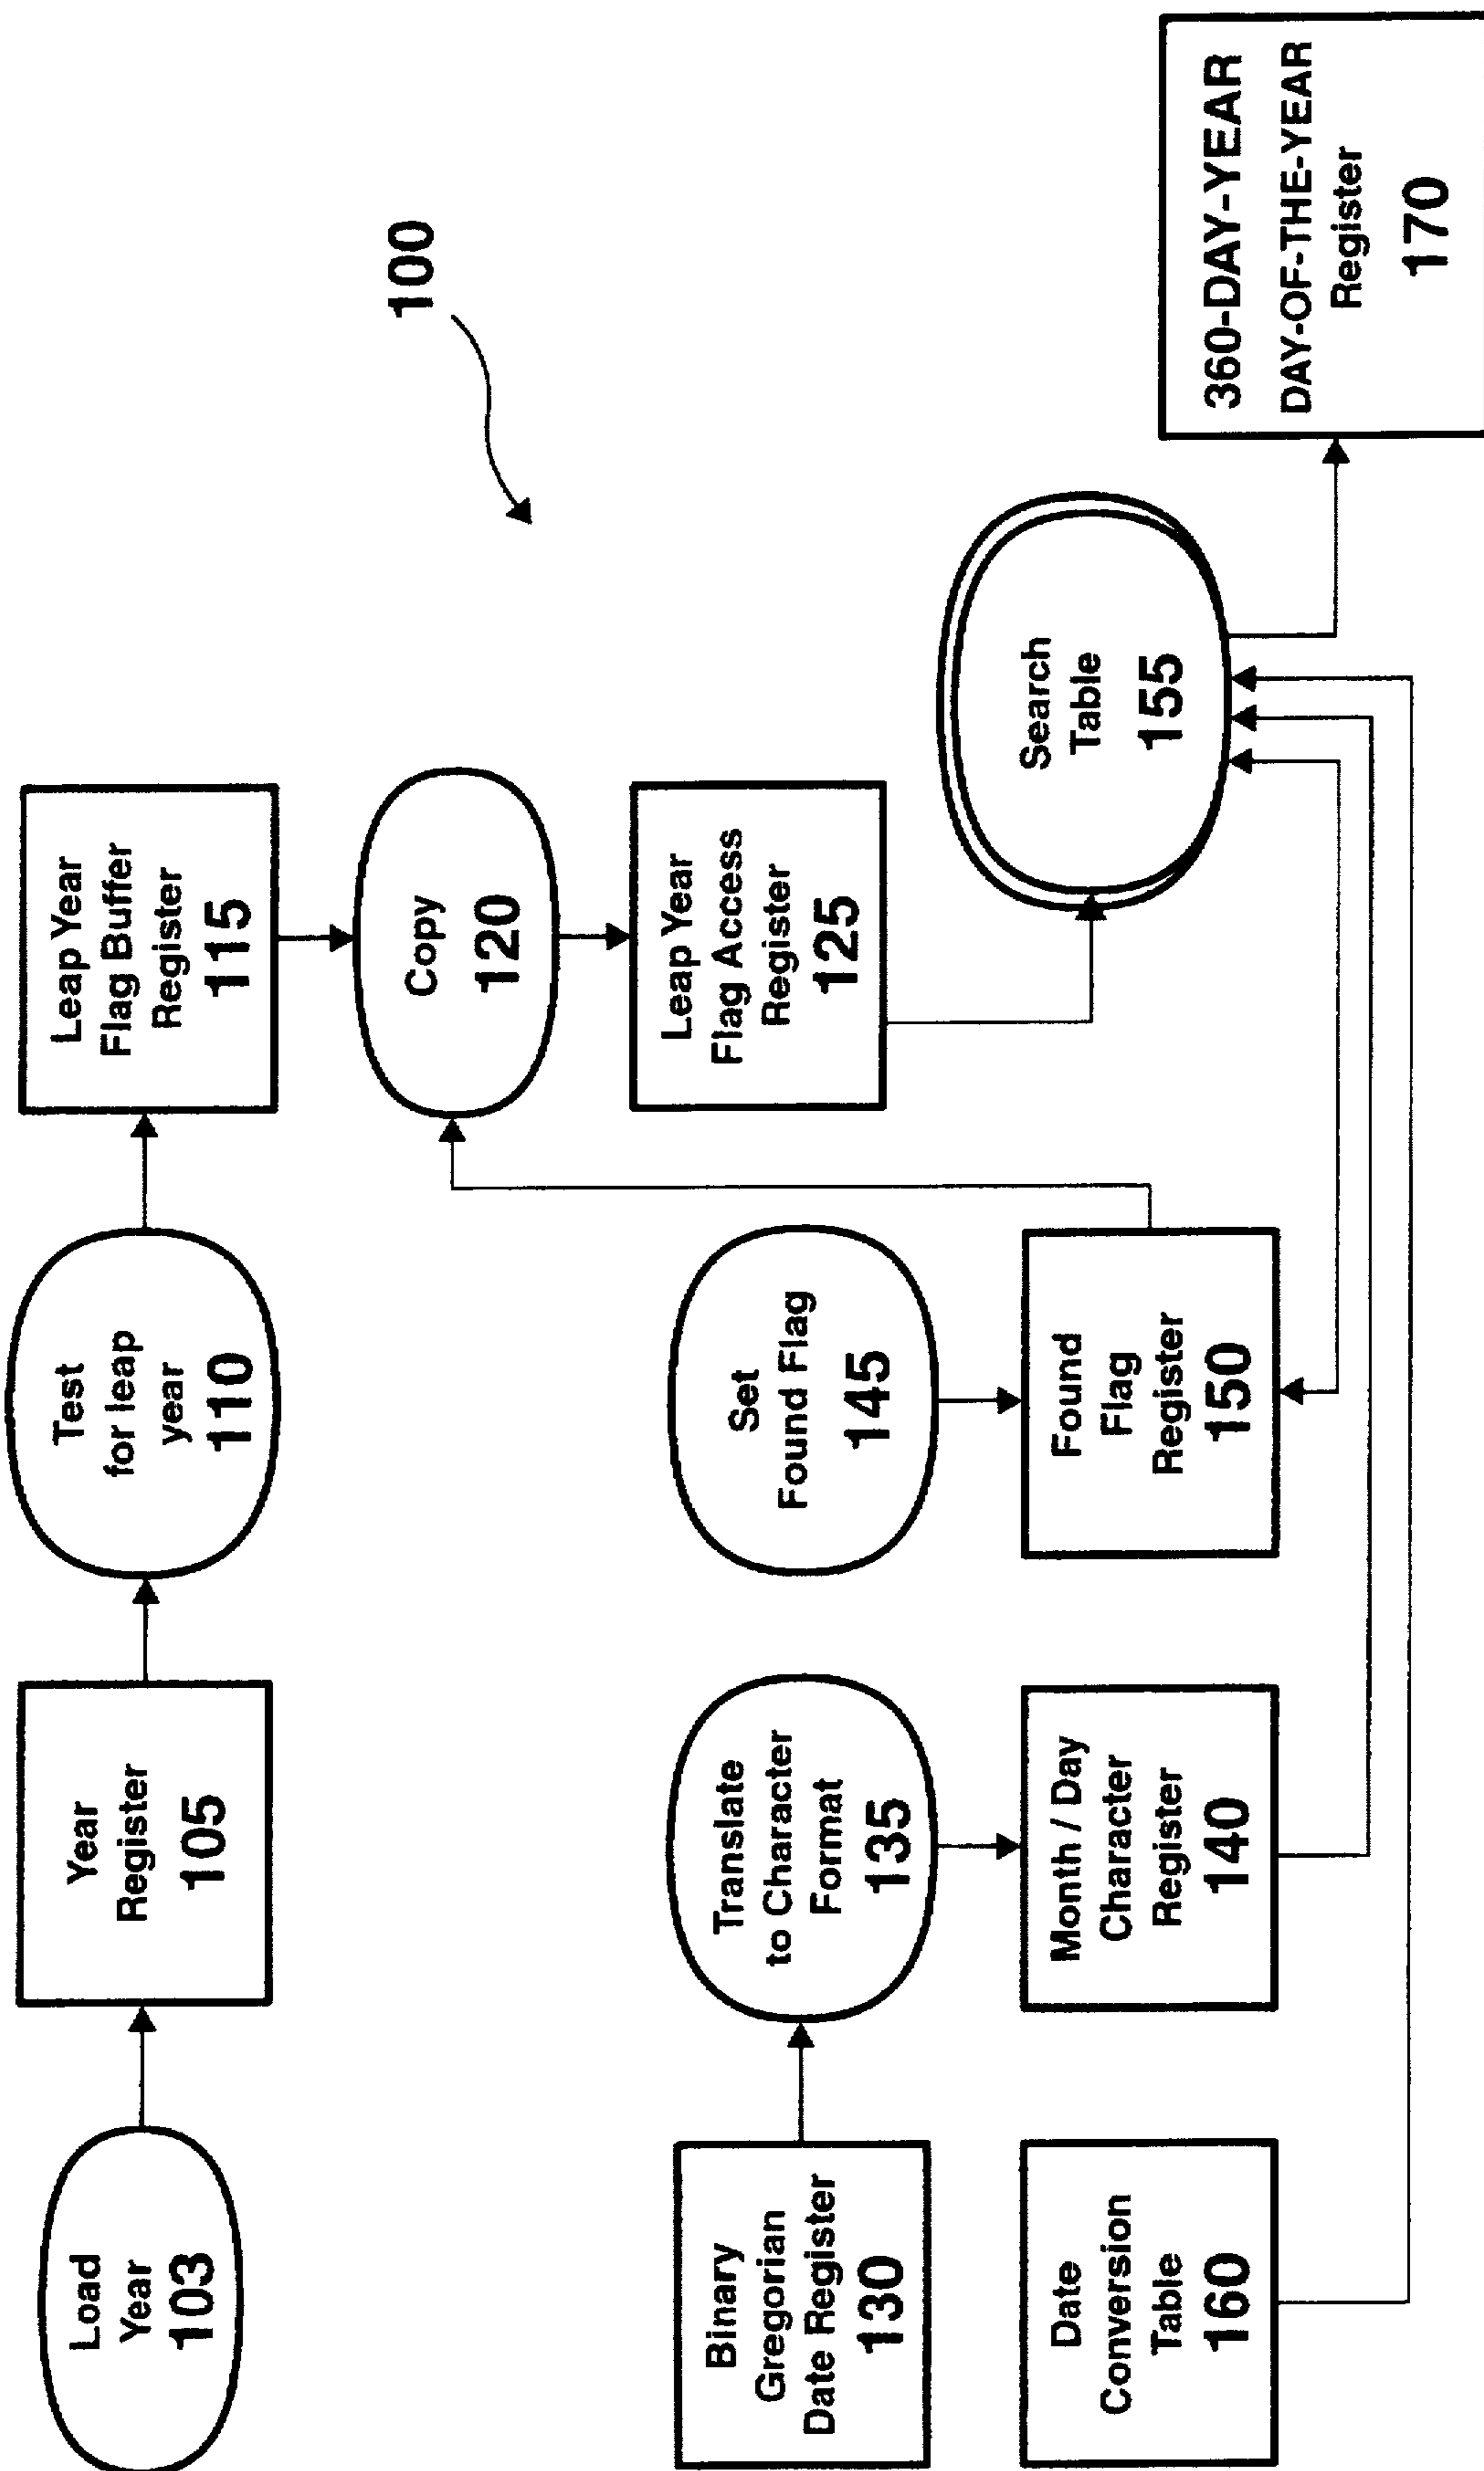 Load
Year
103
Year
Register
105
Test
for leap
year
110
Leap Year
Flag Buffer
Register
115
Copy
120
100
Binary
Gregorian
Date Register
130
Translate
to Character
Format
135
Set
Found Flag
145
Leap Year
Flag Access
Register
125
Date
Conversion
Table
160
Month / Day
Character
Register
140
Found
Flag
Register
150
Search
Table
155
360-DAY-YEAR
DAY-OF-THE-YEAR
Register
170